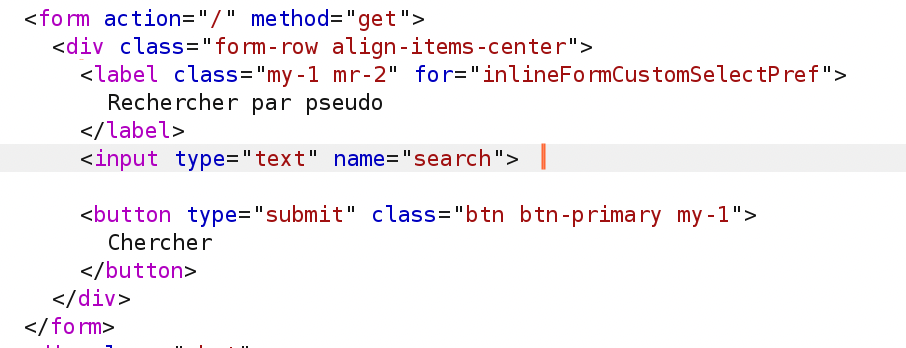 <form action="/" method="get">
<div class="form-row align-items-center">
<label class="my-1 mr-2" for="inlineFormCustomSelectPref">
Rechercher par pseudo
</label>
<input type="text" name="search">
<button type="submit" class="btn btn-primary my-1">
Chercher
</button>
</div>
</form>